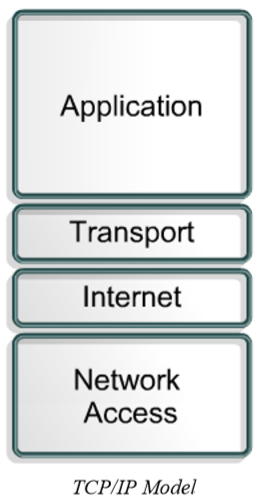 Application
Transport
Internet
Network
Access
TCP/IP Model